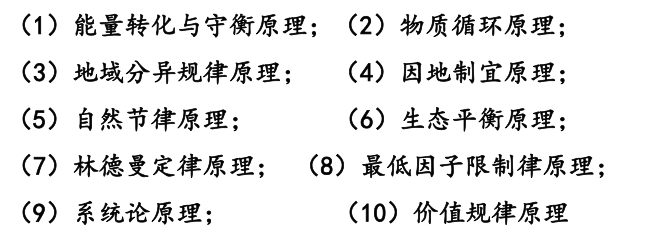 （1）能量转化与守衡原理；（2）物质循环原理；
（3）地域分异规律原理；（4）因地制宜原理；
（5）自然节律原理；（6）生态平衡原理；
（7）林德曼定律原理；（8）最低因子限制律原理；
（9）系统论原理；（10）价值规律原理